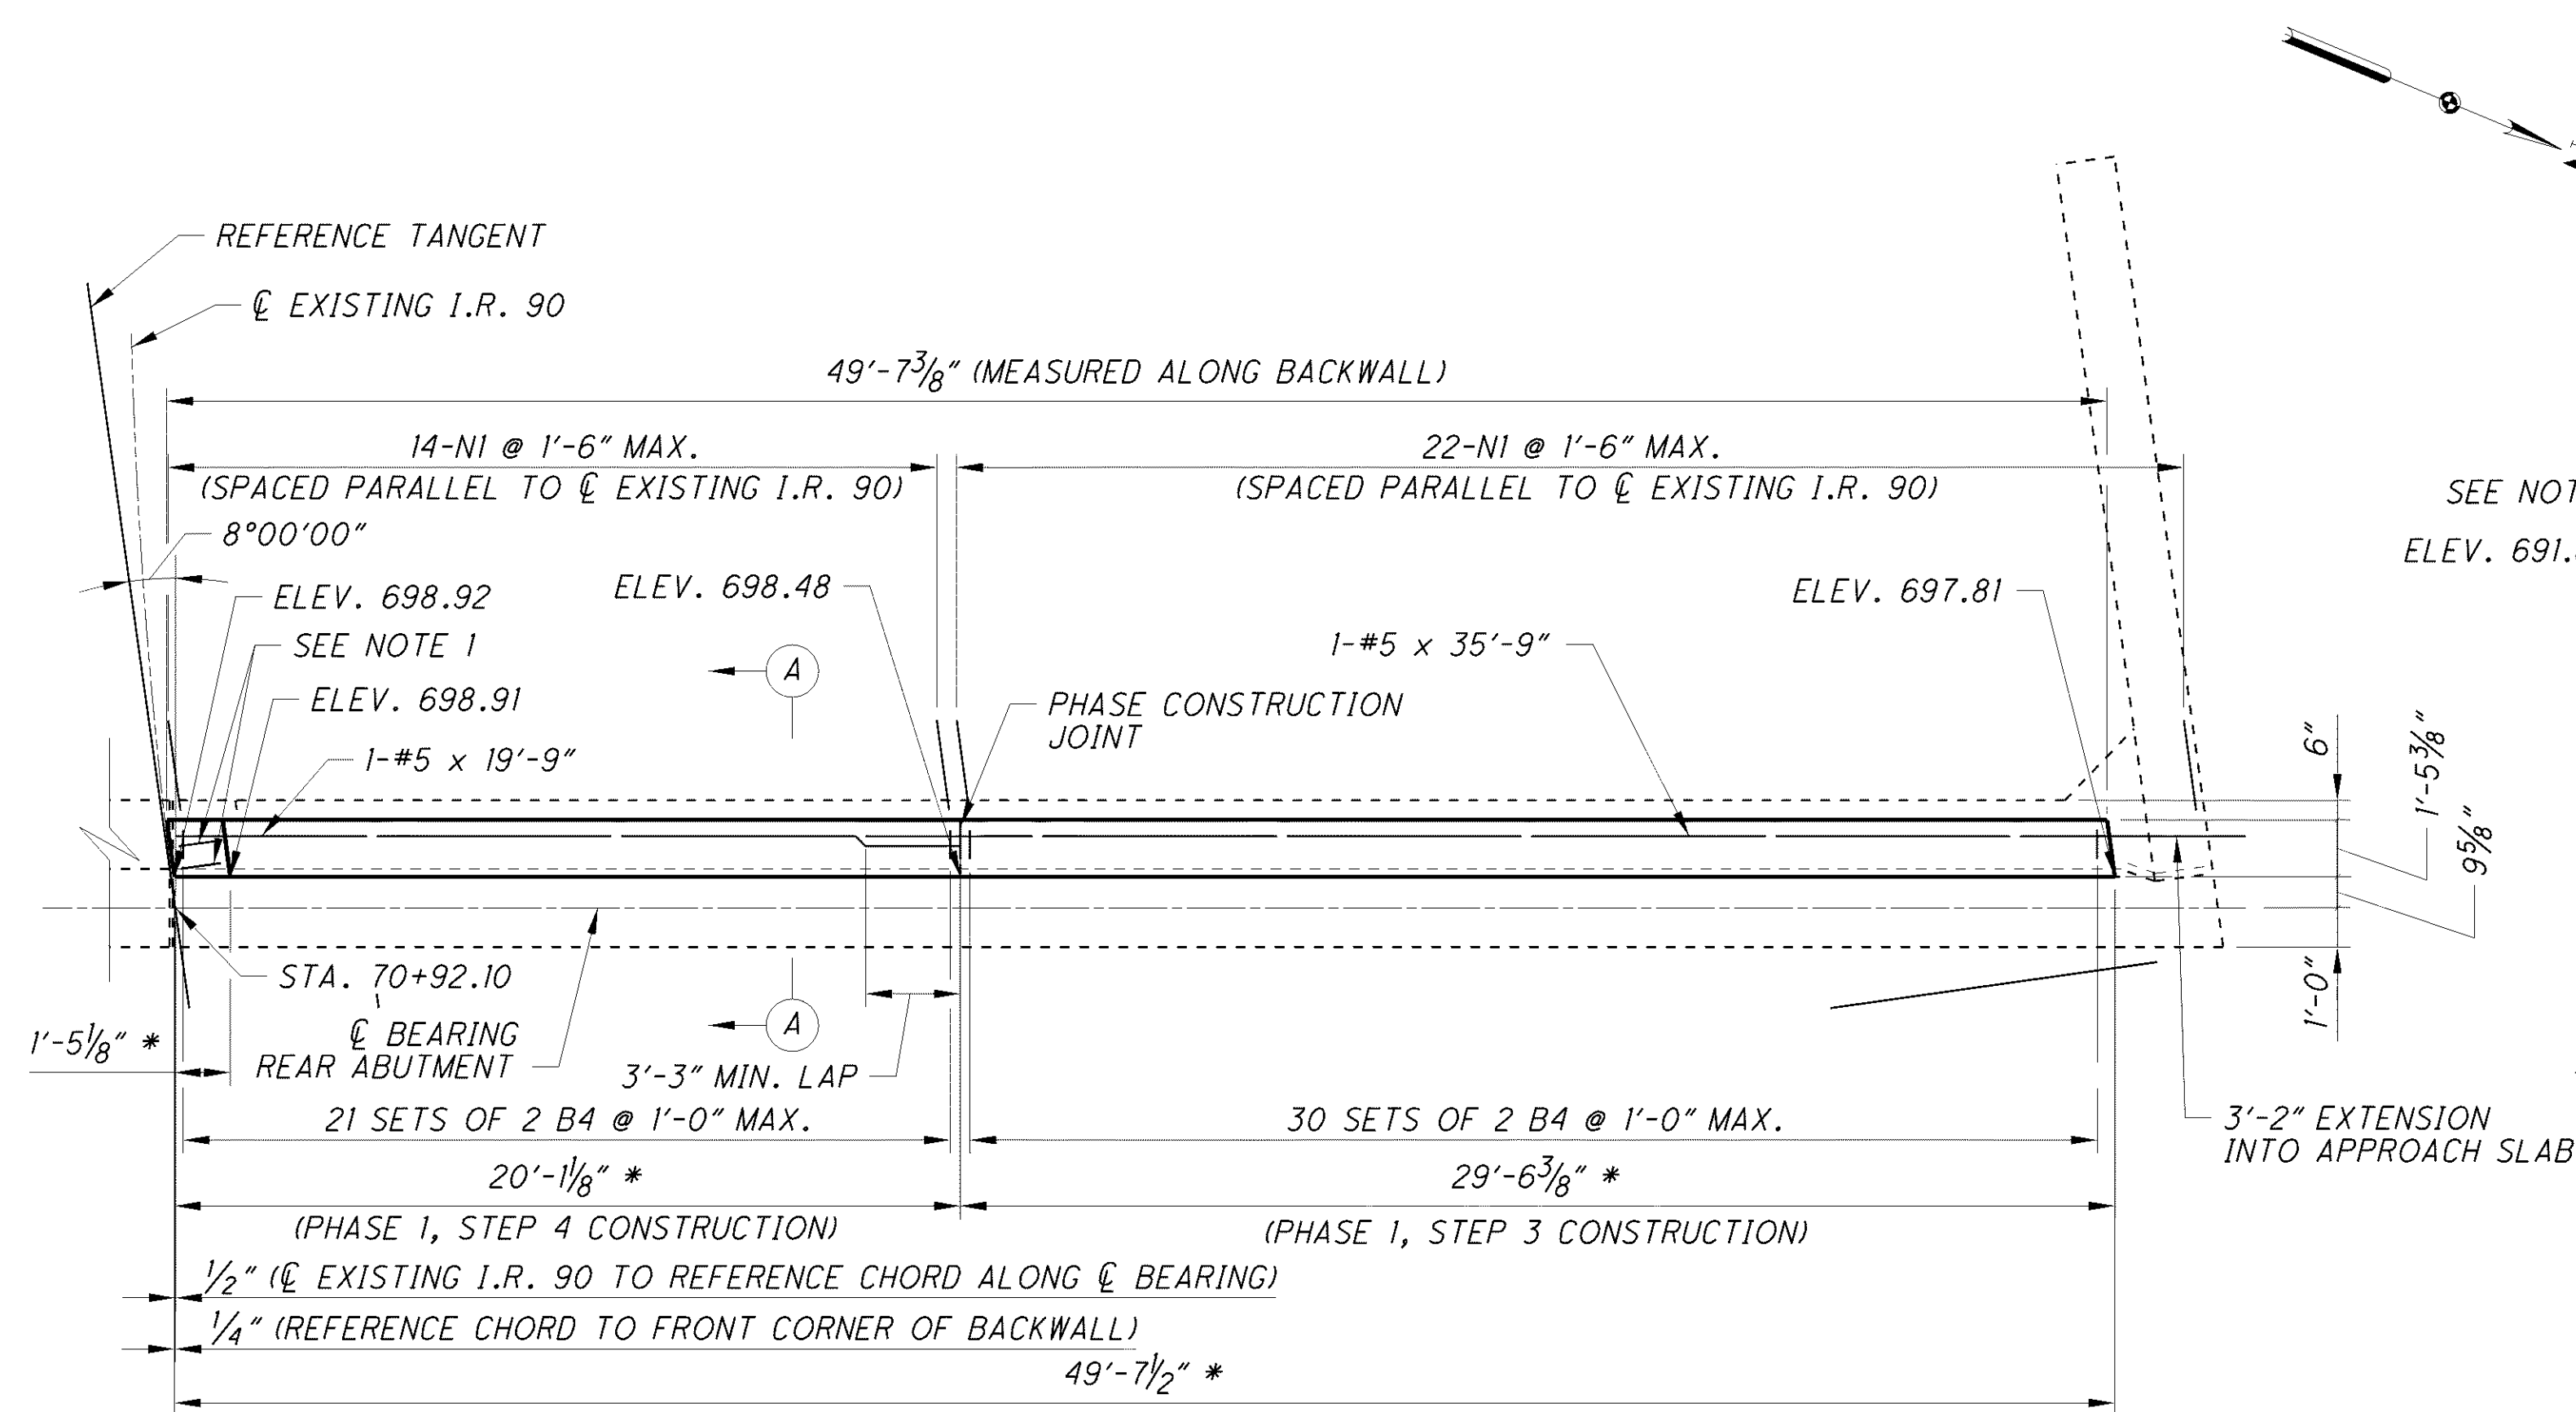 REFERENCE TANGENT
℄ EXISTING I.R. 90
49'-7⅜" (MEASURED ALONG BACKWALL)
14-N1 @ 1'-6" MAX.
(SPACED PARALLEL TO ℄ EXISTING I.R. 90)
22-N1 @ 1'-6" MAX.
(SPACED PARALLEL TO ℄ EXISTING I.R. 90)
SEE NOT
ELEV. 691.
8°00'00"
ELEV. 698.92
SEE NOTE 1
ELEV. 698.91
1-#5 x 19'-9"
ELEV. 698.48
A
PHASE CONSTRUCTION
JOINT
1-#5 x 35'-9"
ELEV. 697.81
6"
1'-5⅜"
9⅝"
1'-0"
STA. 70+92.10
℄ BEARING
REAR ABUTMENT
1'-5⅛" *
A
3'-3" MIN. LAP
21 SETS OF 2 B4 @ 1'-0" MAX.
30 SETS OF 2 B4 @ 1'-0" MAX.
3'-2" EXTENSION
INTO APPROACH SLAB
20'-1⅛" *
(PHASE 1, STEP 4 CONSTRUCTION)
29'-6⅜" *
(PHASE 1, STEP 3 CONSTRUCTION)
½" (℄ EXISTING I.R. 90 TO REFERENCE CHORD ALONG ℄ BEARING)
¼" (REFERENCE CHORD TO FRONT CORNER OF BACKWALL)
49'-7½" *